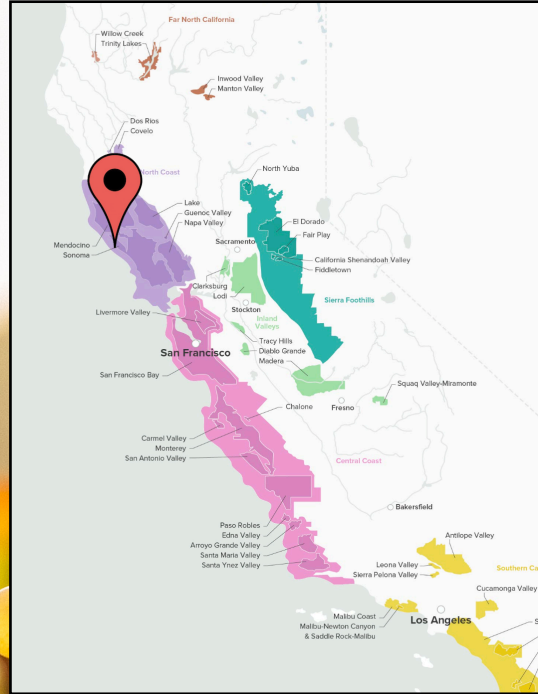 Far North California
Willow Creek
Trinity Lakes
Inwood Valley
Manton Valley
Dos Rios
Covelo
North Coast
North Yuba
Lake
Guenoc Valley
Napa Valley
El Dorado
Fair Play
Mendocino
Sonoma
Sacramento
California Shenandoah Valley
Fiddletown
Clarksburg
Lodi
Sierra Foothills
Stockton
Livermore Valley
Inland
Valleys
Tracy Hills
Diablo Grande
Madera
San Francisco
San Francisco Bay
Squaq Valley-Miramonte
Fresno
Chalone
Carmel Valley
Monterey
San Antonio Valley
Central Coast
Bakersfield
Paso Robles
Edna Valley
Arroyo Grande Valley
Santa Maria Valley
Santa Ynez Valley
Antilope Valley
Leona Valley
Sierra Pelona Valley
Southern Ca
Cucamonga Valley
Malibu Coast
Malibu-Newton Canyon
& Saddle Rock-Malibu
Los Angeles
S